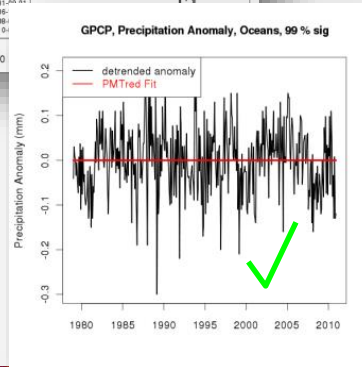 GPCP, Precipitation Anomaly, Oceans, 99 % sig
detrended anomaly
PMTred Fit
Precipitation Anomaly (mm)
0.2
0.1
0.0
-0.1
-0.2
-0.3
1980 1985 1990 1995 2000 2005 2010